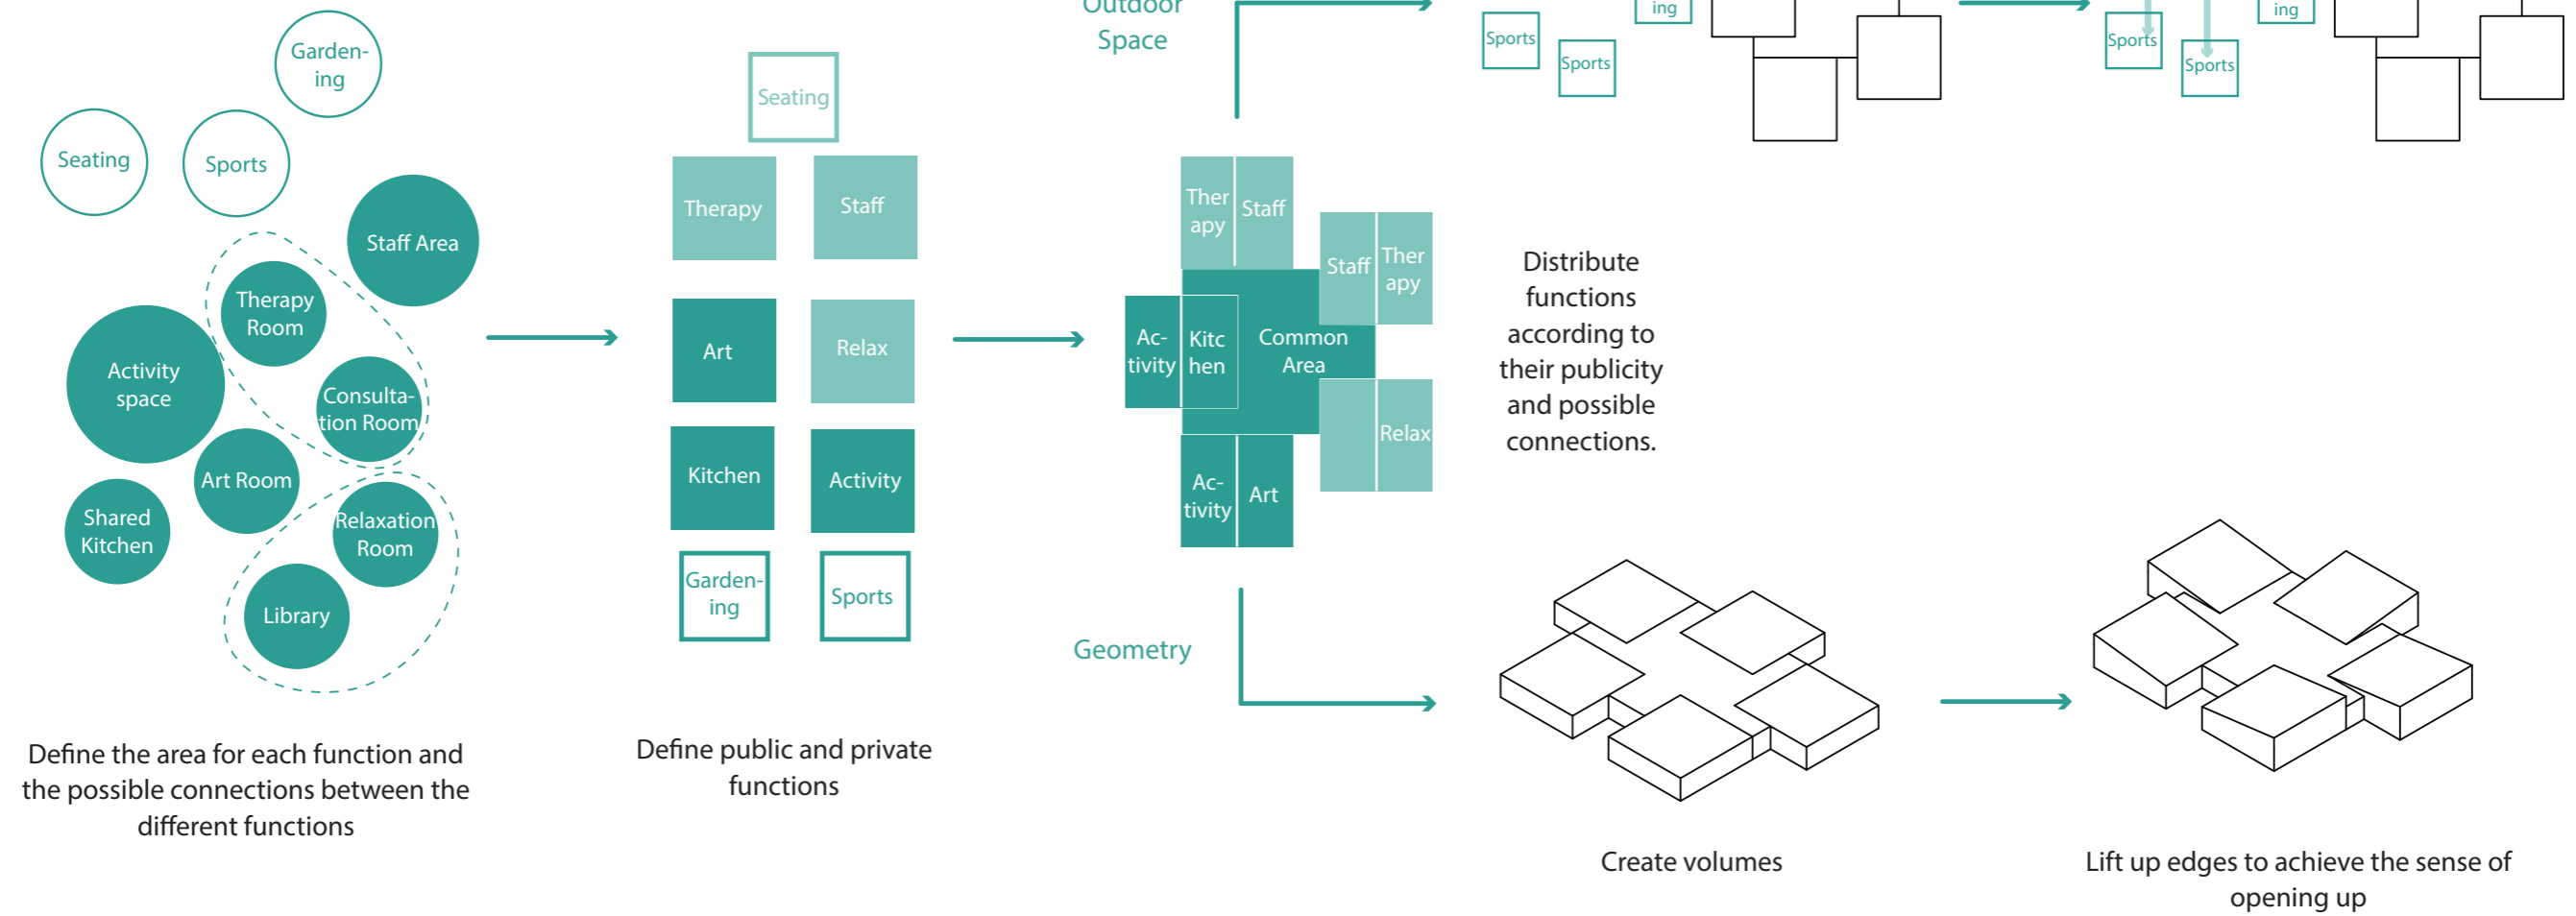 Garden-
ing
Seating
Sports
Staff Area
Therapy
Room
Activity
space
Consulta-
tion Room
Art Room
Shared
Kitchen
Relaxation
Room
Library
Define the area for each function and
the possible connections between the
different functions
Seating
Therapy
Staff
Art
Relax
Kitchen
Activity
Garden-
ing
Sports
Define public and private
functions
Outdoor
Space
Ther
apy
Staff
Staff
Ther
apy
Ac-
tivity
Kitc
hen
Common
Area
Relax
Ac-
tivity
Art
Geometry
Sports
Sports
ing
Distribute
functions
according to
their publicity
and possible
connections.
Create volumes
Sports
Sports
ing
Lift up edges to achieve the sense of
opening up